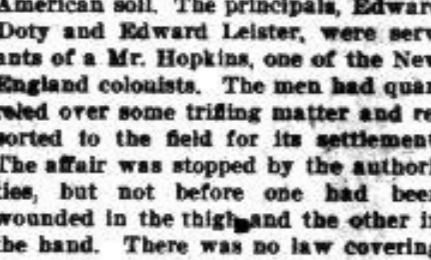 American soil. The principals, Edward
Doty and Edward Leister, were serv
ants of a Mr. Hopkins, one of the New
England colonists. The men had quar
reled over some trifling matter and re
sorted to the field for its settlement
The affair was stopped by the authori
ties, but not before one had been
wounded in the thigh and the other in
the hand. There was no law covering